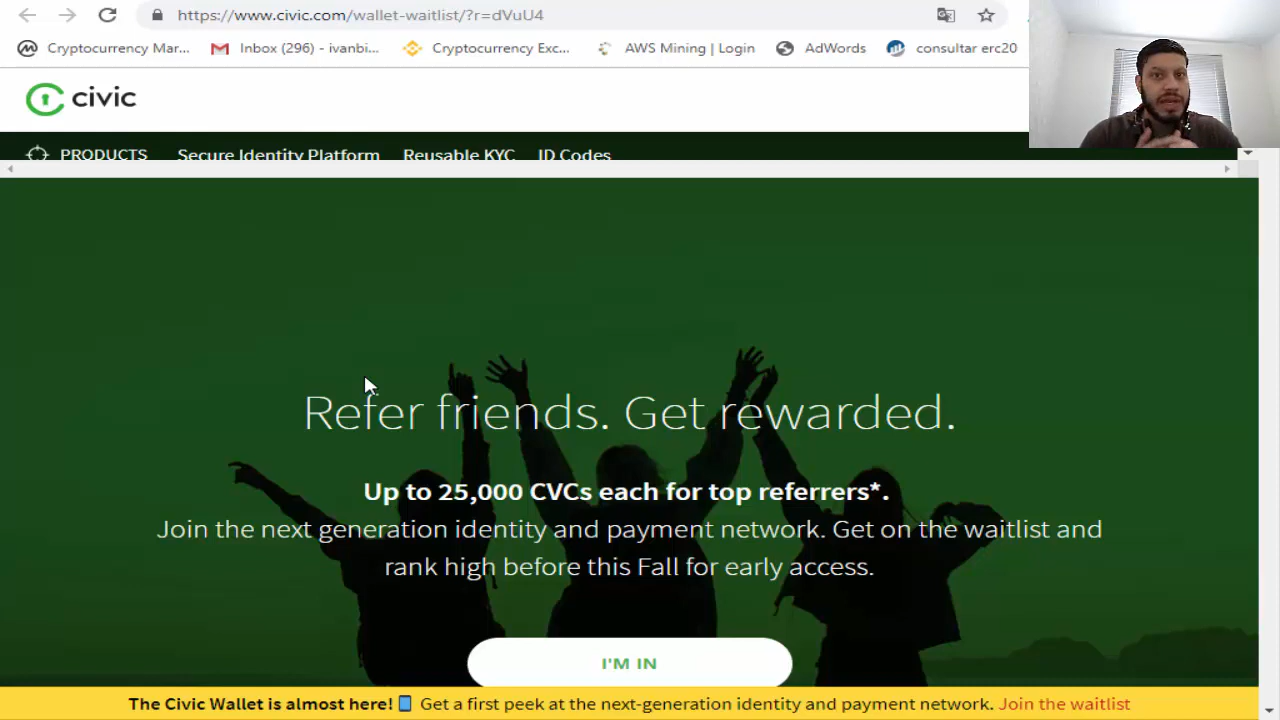 https://www.civic.com/wallet-waitlist/?r=dVuU4
Cryptocurrency Mar... Inbox (296) - ivanbi... Cryptocurrency Exc... AWS Mining | Login AdWords consultar erc20
civic
PRODUCTS Secure Identity Platform Reusable KYC ID Codes
Refer friends. Get rewarded.
Up to 25,000 CVCs each for top referrers*.
Join the next generation identity and payment network. Get on the waitlist and
rank high before this Fall for early access.
I'M IN
The Civic Wallet is almost here! Get a first peek at the next-generation identity and payment network. Join the waitlist